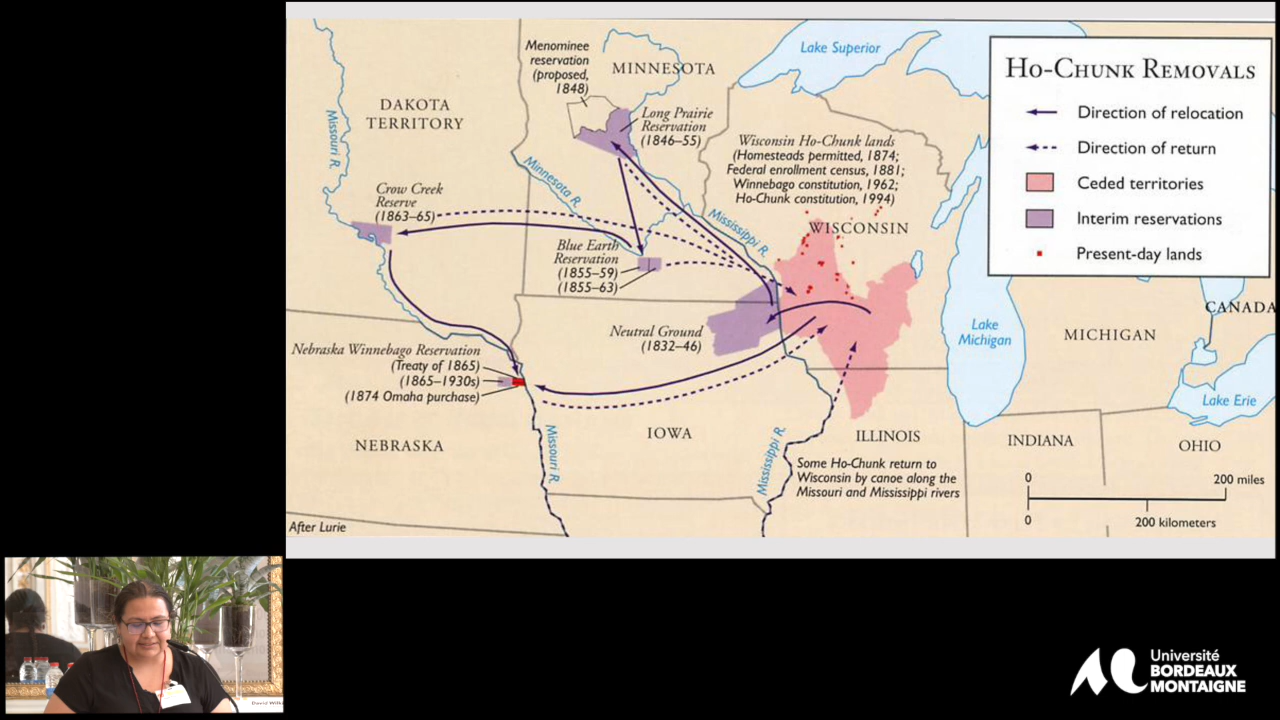 Ho-Chunk Removals
Direction of relocation
Direction of return
Ceded territories
Interim reservations
Present-day lands
Lake Superior
Menominee
reservation
(proposed,
1848)
MINNESOTA
DAKOTA
TERRITORY
Missouri R.
Long Prairie
Reservation
(1846–55)
Wisconsin Ho-Chunk lands
(Homesteads permitted, 1874;
Federal enrollment census, 1881;
Winnebago constitution, 1962;
Ho-Chunk constitution, 1994)
Minnesota R.
Crow Creek
Reserve
(1863–65)
Mississippi R.
WISCONSIN
Blue Earth
Reservation
(1855–59)
(1855–63)
CANADA
Neutral Ground
(1832–46)
Lake
Michigan
MICHIGAN
Nebraska Winnebago Reservation
(Treaty of 1865)
(1865–1930s)
(1874 Omaha purchase)
Lake Erie
NEBRASKA
Missouri R.
IOWA
Mississippi R.
ILLINOIS
INDIANA
OHIO
Some Ho-Chunk return to
Wisconsin by canoe along the
Missouri and Mississippi rivers
0 200 miles
0 200 kilometers
After Lurie
Université
BORDEAUX
MONTAIGNE